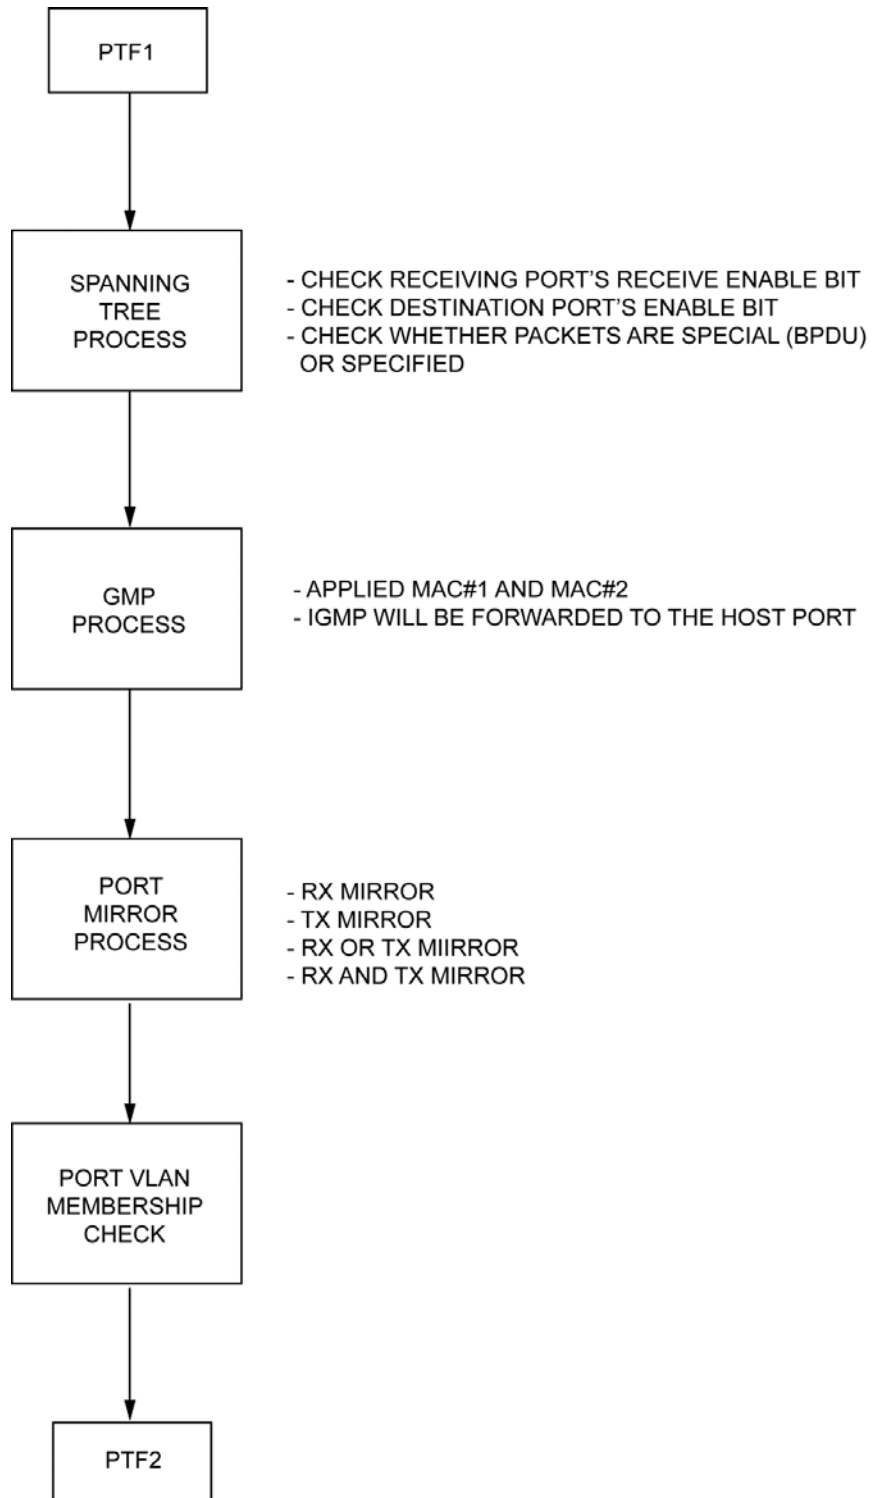 PTF1
SPANNING
TREE
PROCESS
- CHECK RECEIVING PORT'S RECEIVE ENABLE BIT
- CHECK DESTINATION PORT'S ENABLE BIT
- CHECK WHETHER PACKETS ARE SPECIAL (BPDU)
OR SPECIFIED
GMP
PROCESS
- APPLIED MAC#1 AND MAC#2
- IGMP WILL BE FORWARDED TO THE HOST PORT
PORT
MIRROR
PROCESS
- RX MIRROR
- TX MIRROR
- RX OR TX MIIRROR
- RX AND TX MIRROR
PORT VLAN
MEMBERSHIP
CHECK
PTF2